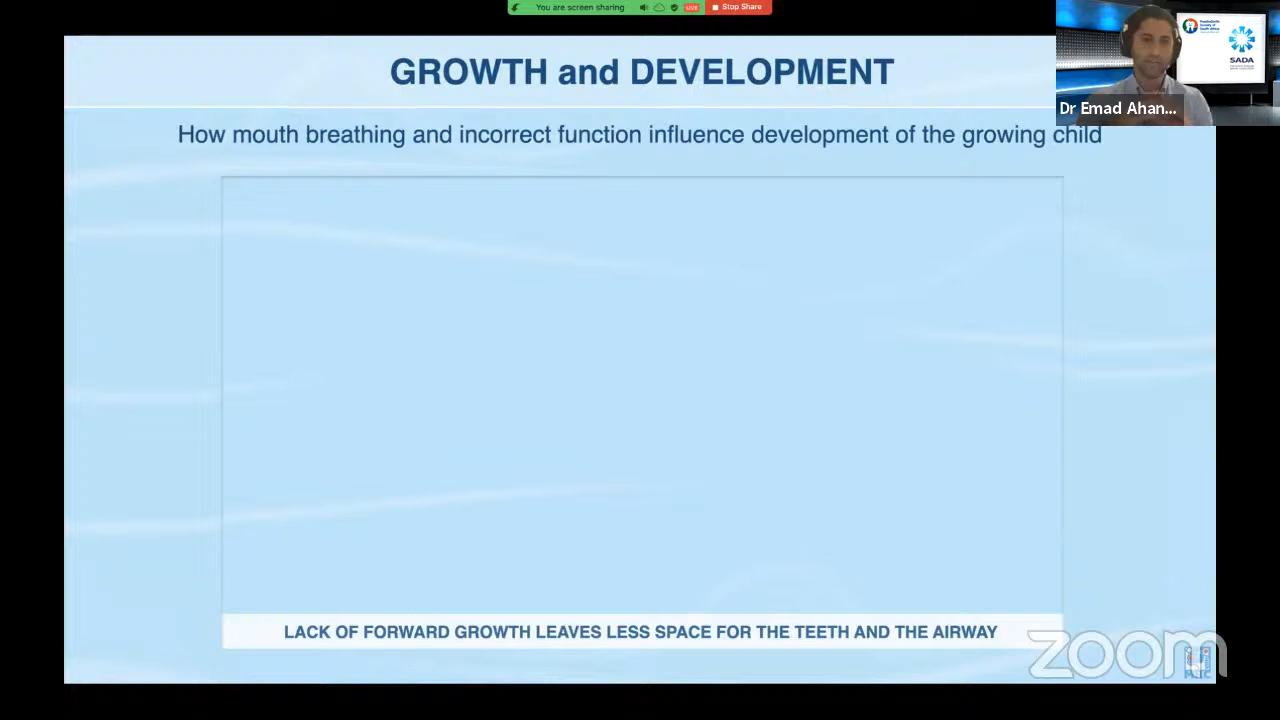 You are screen sharing
LIVE
Stop Share
GROWTH and DEVELOPMENT
SADA
Dr Emad Ahan...
How mouth breathing and incorrect function influence development of the growing child
LACK OF FORWARD GROWTH LEAVES LESS SPACE FOR THE TEETH AND THE AIRWAY
zoom